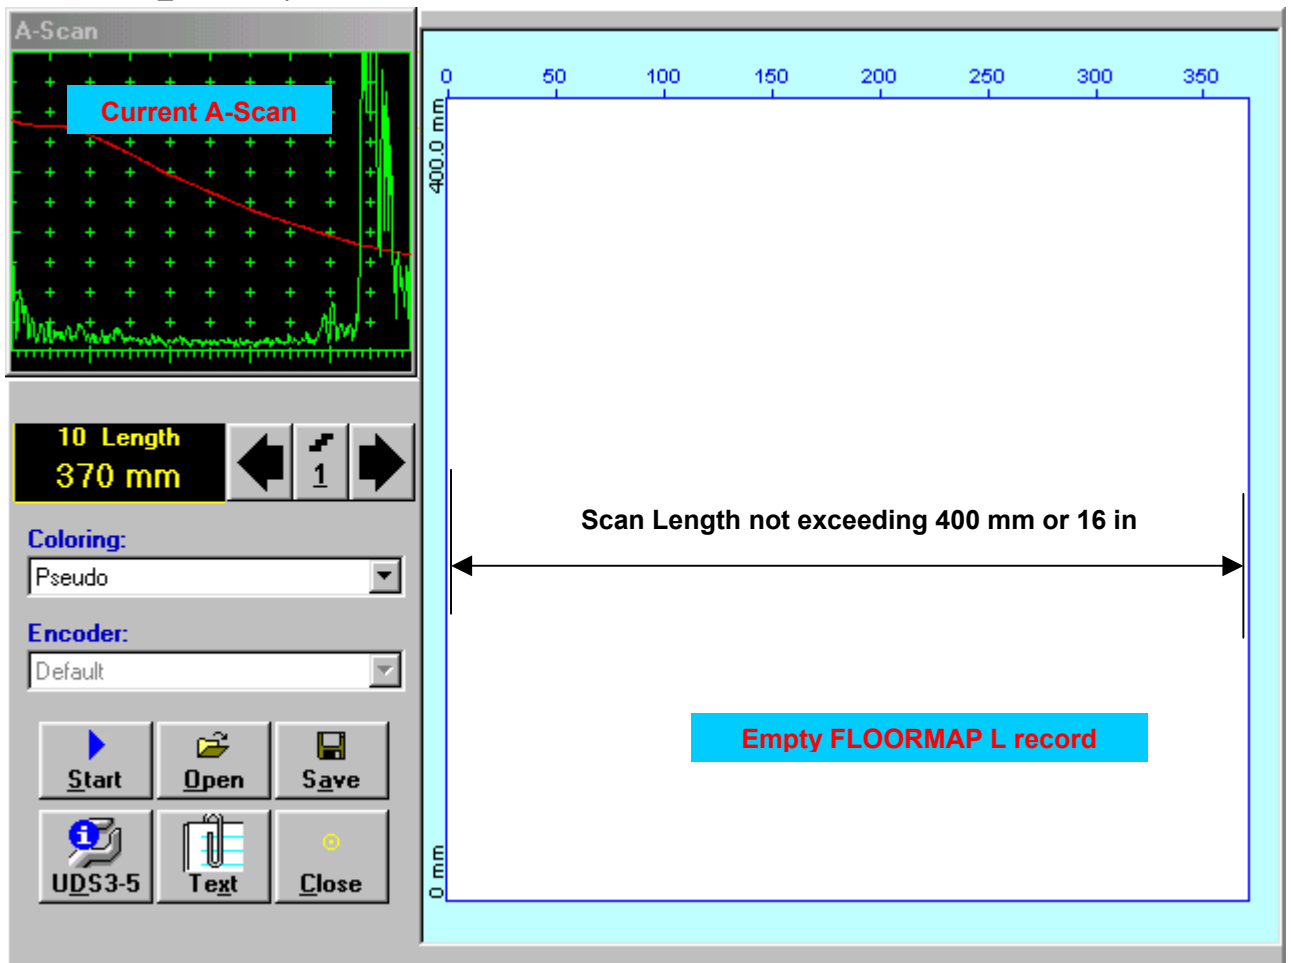 A-Scan
Current A-Scan
0 50 100 150 200 250 300 350
400.0 mm
10 Length
370 mm
1
Scan Length not exceeding 400 mm or 16 in
Coloring:
Pseudo
Encoder:
Default
Empty FLOORMAP L record
Start Open Save
UDS3-5 Text Close
0 mm